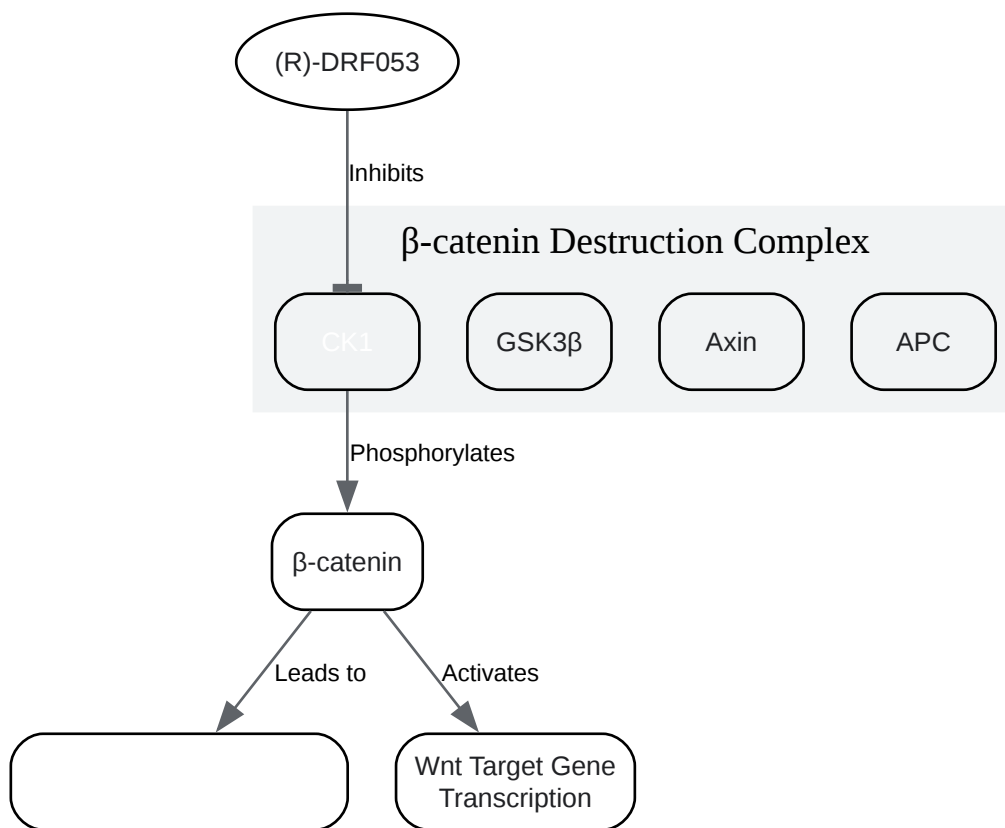 (R)-DRF053
Inhibits
β-catenin Destruction Complex
CK1
GSK3β
Axin
APC
Phosphorylates
β-catenin
Leads to
Activates
Wnt Target Gene
Transcription